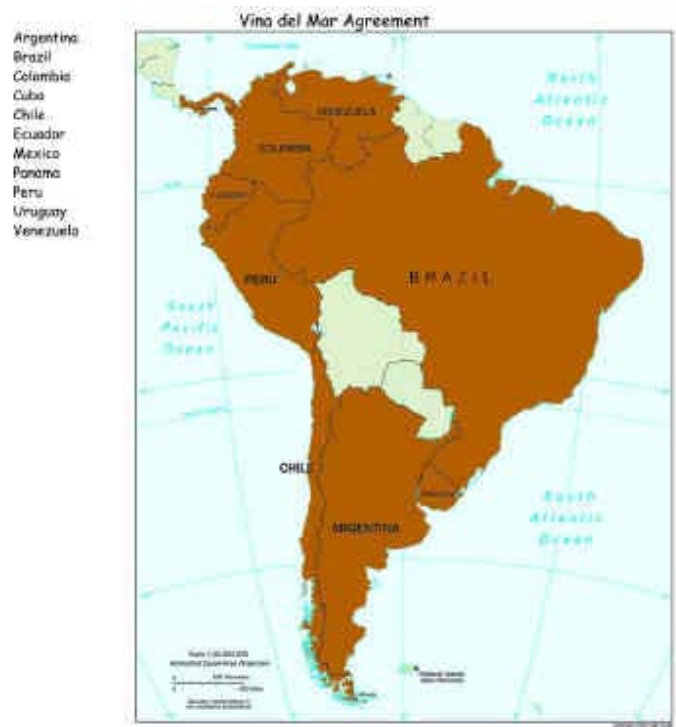 Vina del Mar Agreement
Argentina
Brazil
Colombia
Cuba
Chile
Ecuador
Mexico
Panama
Peru
Uruguay
Venezuela
North
Atlantic
Ocean
VENEZUELA
COLOMBIA
PERU
BRAZIL
South
Pacific
Ocean
CHILE
ARGENTINA
South
Atlantic
Ocean